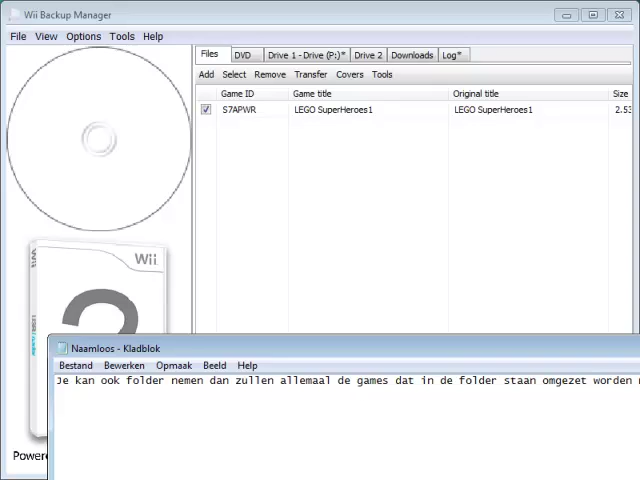 Wii Backup Manager
File View Options Tools Help
Files DVD Drive 1 - Drive (P:)* Drive 2 Downloads Log*
Add Select Remove Transfer Covers Tools
Game ID Game title Original title Size
S7APWR LEGO SuperHeroes1 LEGO SuperHeroes1 2.53
Wii
Wii
?
Powere
Naamloos - Kladblok
Bestand Bewerken Opmaak Beeld Help
Je kan ook folder nemen dan zullen allemaal de games dat in de folder staan omgezet worden